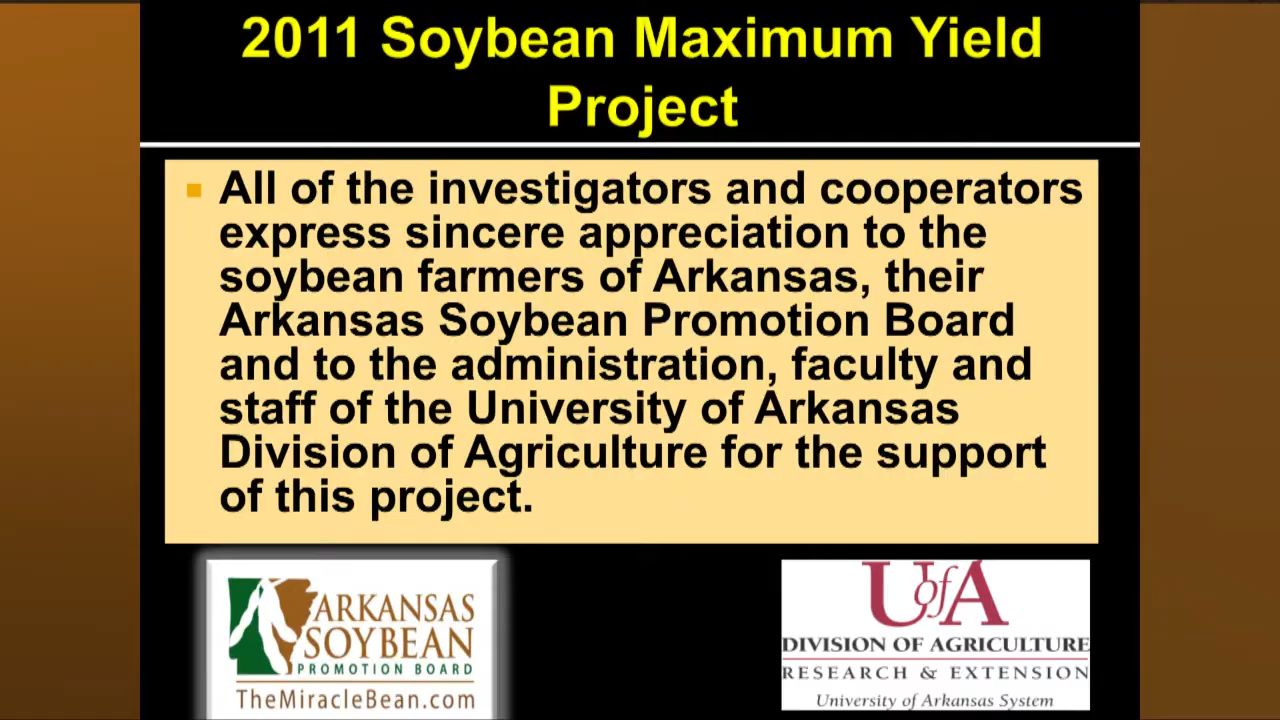 2011 Soybean Maximum Yield
Project
All of the investigators and cooperators
express sincere appreciation to the
soybean farmers of Arkansas, their
Arkansas Soybean Promotion Board
and to the administration, faculty and
staff of the University of Arkansas
Division of Agriculture for the support
of this project.
ARKANSAS
SOYBEAN
PROMOTION BOARD
TheMiracleBean.com
UofA
DIVISION OF AGRICULTURE
RESEARCH & EXTENSION
University of Arkansas System